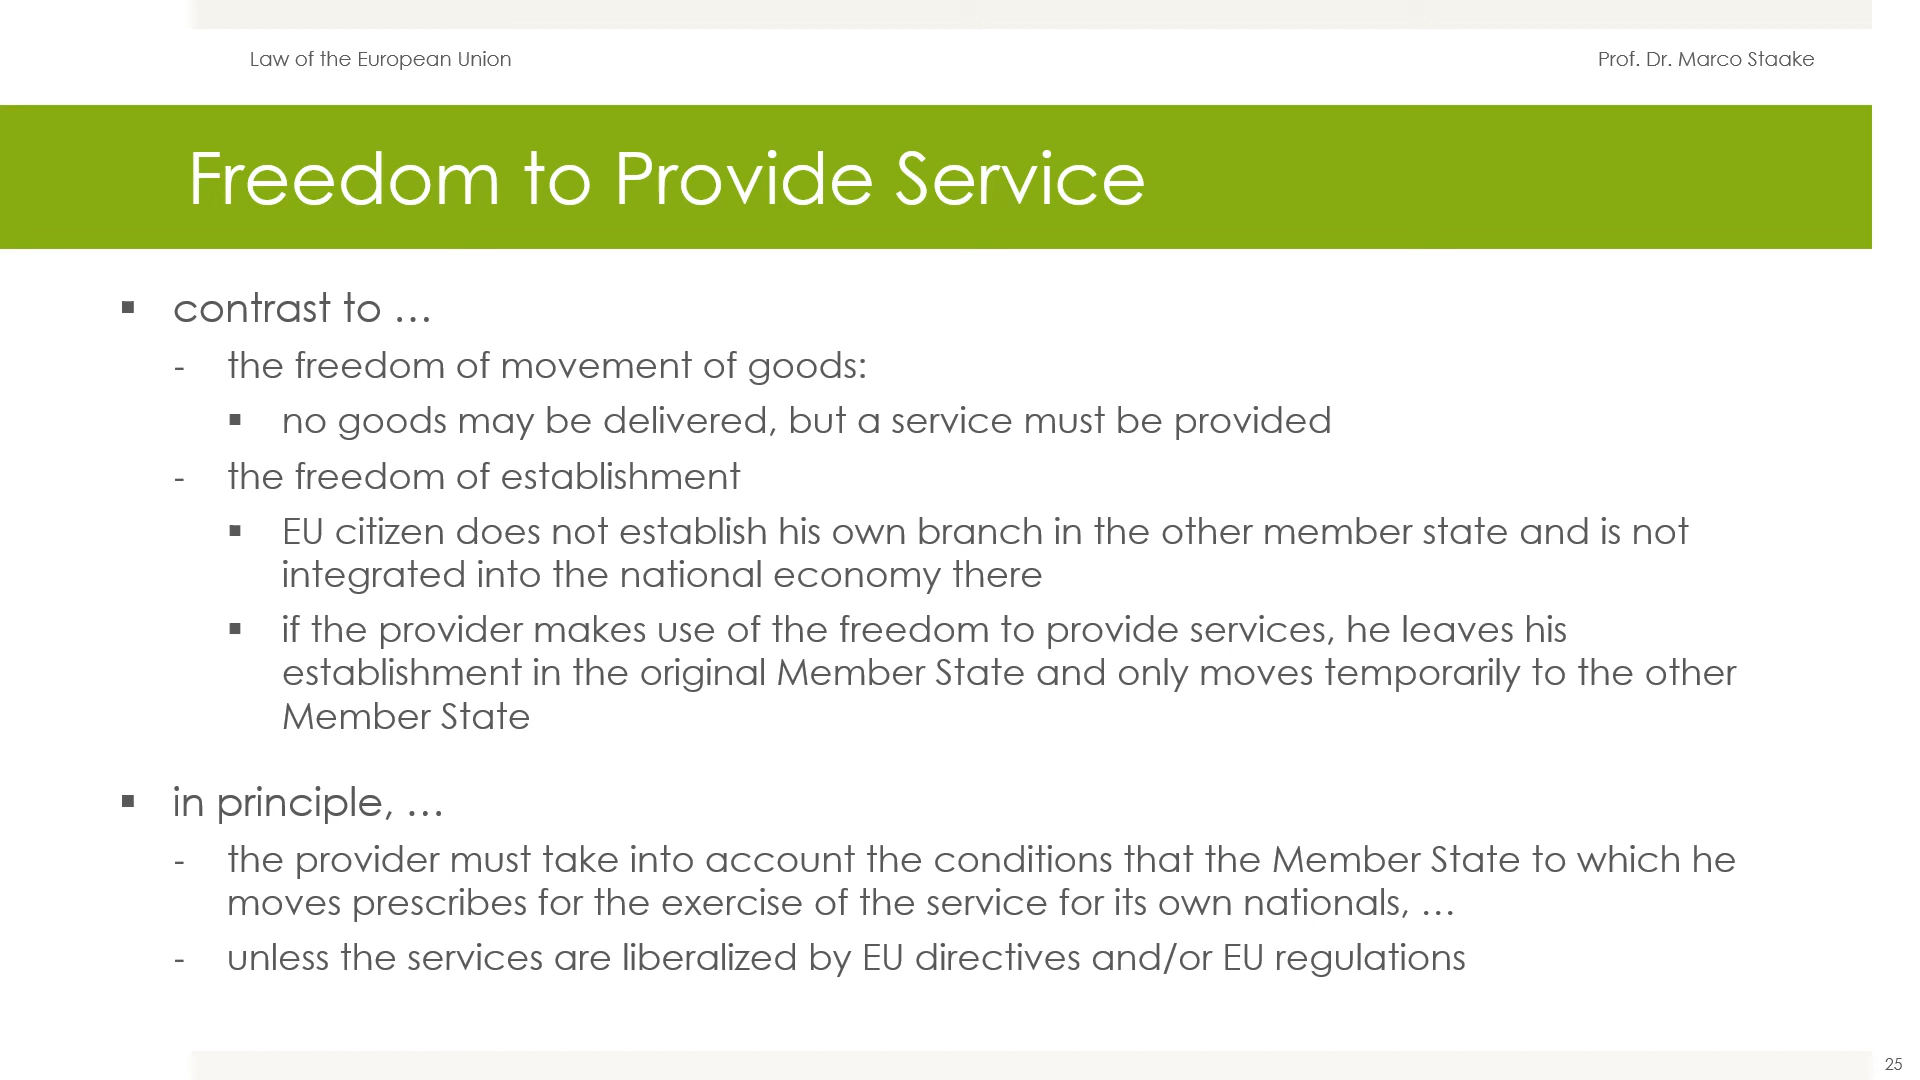 Law of the European Union
Prof. Dr. Marco Staake
Freedom to Provide Service
▪ contrast to …
- the freedom of movement of goods:
▪ no goods may be delivered, but a service must be provided
- the freedom of establishment
▪ EU citizen does not establish his own branch in the other member state and is not
integrated into the national economy there
▪ if the provider makes use of the freedom to provide services, he leaves his
establishment in the original Member State and only moves temporarily to the other
Member State
▪ in principle, …
- the provider must take into account the conditions that the Member State to which he
moves prescribes for the exercise of the service for its own nationals, …
- unless the services are liberalized by EU directives and/or EU regulations
25